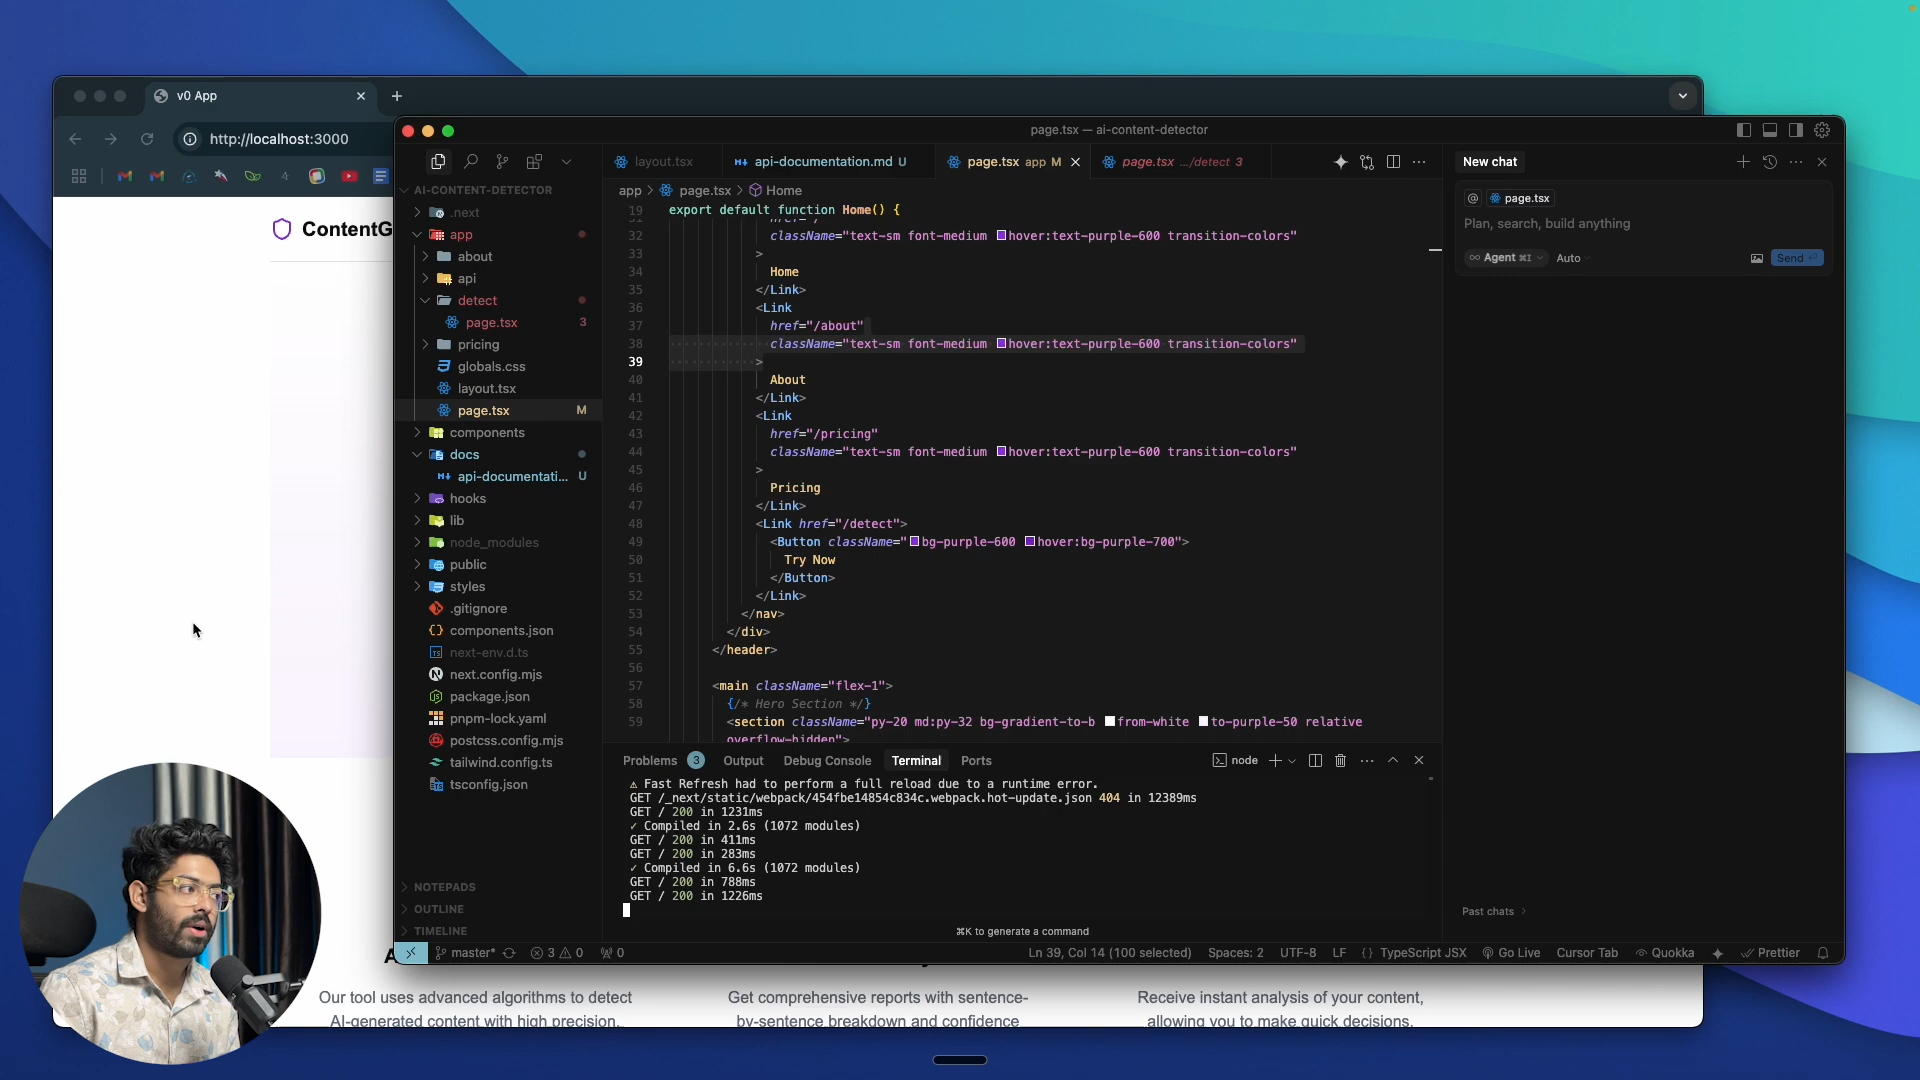 v0 App
http://localhost:3000
ContentG
page.tsx — ai-content-detector
AI-CONTENT-DETECTOR
.next
app
about
api
detect
page.tsx 3
pricing
globals.css
layout.tsx
page.tsx M
components
docs
api-documentati... U
hooks
lib
node_modules
public
styles
.gitignore
components.json
next-env.d.ts
next.config.mjs
package.json
pnpm-lock.yaml
postcss.config.mjs
tailwind.config.ts
tsconfig.json
NOTEPADS
OUTLINE
TIMELINE
layout.tsx
api-documentation.md U
page.tsx app M
page.tsx .../detect 3
app > page.tsx > Home
19 export default function Home() {
32 className="text-sm font-medium hover:text-purple-600 transition-colors"
33 >
34 Home
35 </Link>
36 <Link
37 href="/about"
38 className="text-sm font-medium hover:text-purple-600 transition-colors"
39 >
40 About
41 </Link>
42 <Link
43 href="/pricing"
44 className="text-sm font-medium hover:text-purple-600 transition-colors"
45 >
46 Pricing
47 </Link>
48 <Link href="/detect">
49 <Button className="bg-purple-600 hover:bg-purple-700">
50 Try Now
51 </Button>
52 </Link>
53 </nav>
54 </div>
55 </header>
56
57 <main className="flex-1">
58 {/* Hero Section */}
59 <section className="py-20 md:py-32 bg-gradient-to-b from-white to-purple-50 relative
overflow-hidden">
Problems 3 Output Debug Console Terminal Ports
node
⚠ Fast Refresh had to perform a full reload due to a runtime error.
GET /_next/static/webpack/454fbe14854c834c.webpack.hot-update.json 404 in 12389ms
GET / 200 in 1231ms
✓ Compiled in 2.6s (1072 modules)
GET / 200 in 411ms
GET / 200 in 283ms
✓ Compiled in 6.6s (1072 modules)
GET / 200 in 788ms
GET / 200 in 1226ms
⌘K to generate a command
New chat
@ page.tsx
Plan, search, build anything
∞ Agent ⌘I Auto Send
Past chats >
master* 3 0 0 Ln 39, Col 14 (100 selected) Spaces: 2 UTF-8 LF {} TypeScript JSX Go Live Cursor Tab Quokka Prettier
Our tool uses advanced algorithms to detect
AI-generated content with high precision.
Get comprehensive reports with sentence-
by-sentence breakdown and confidence
Receive instant analysis of your content,
allowing you to make quick decisions.